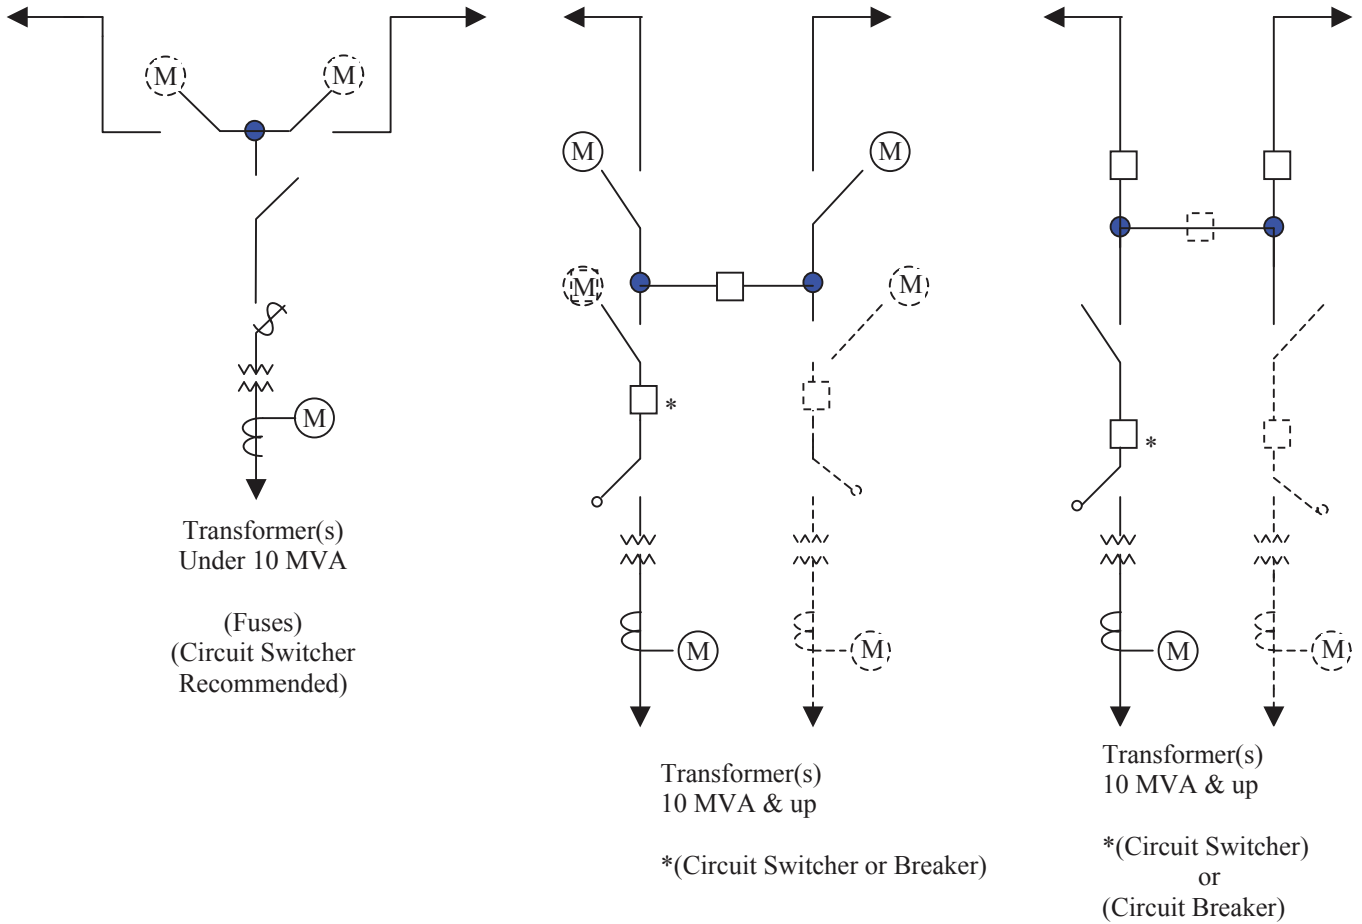 M
M
M
Transformer(s)
Under 10 MVA
(Fuses)
(Circuit Switcher
Recommended)
M
M
M
M
*
M
M
Transformer(s)
10 MVA & up
*(Circuit Switcher or Breaker)
*
M
M
Transformer(s)
10 MVA & up
*(Circuit Switcher)
or
(Circuit Breaker)